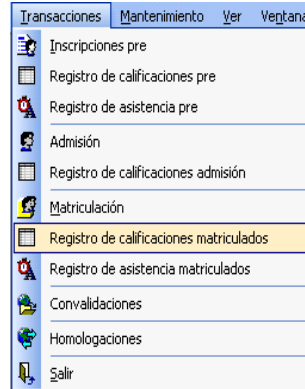 Transacciones Mantenimiento Ver Ventana
Inscripciones pre
Registro de calificaciones pre
Registro de asistencia pre
Admisión
Registro de calificaciones admisión
Matriculación
Registro de calificaciones matriculados
Registro de asistencia matriculados
Convalidaciones
Homologaciones
Salir